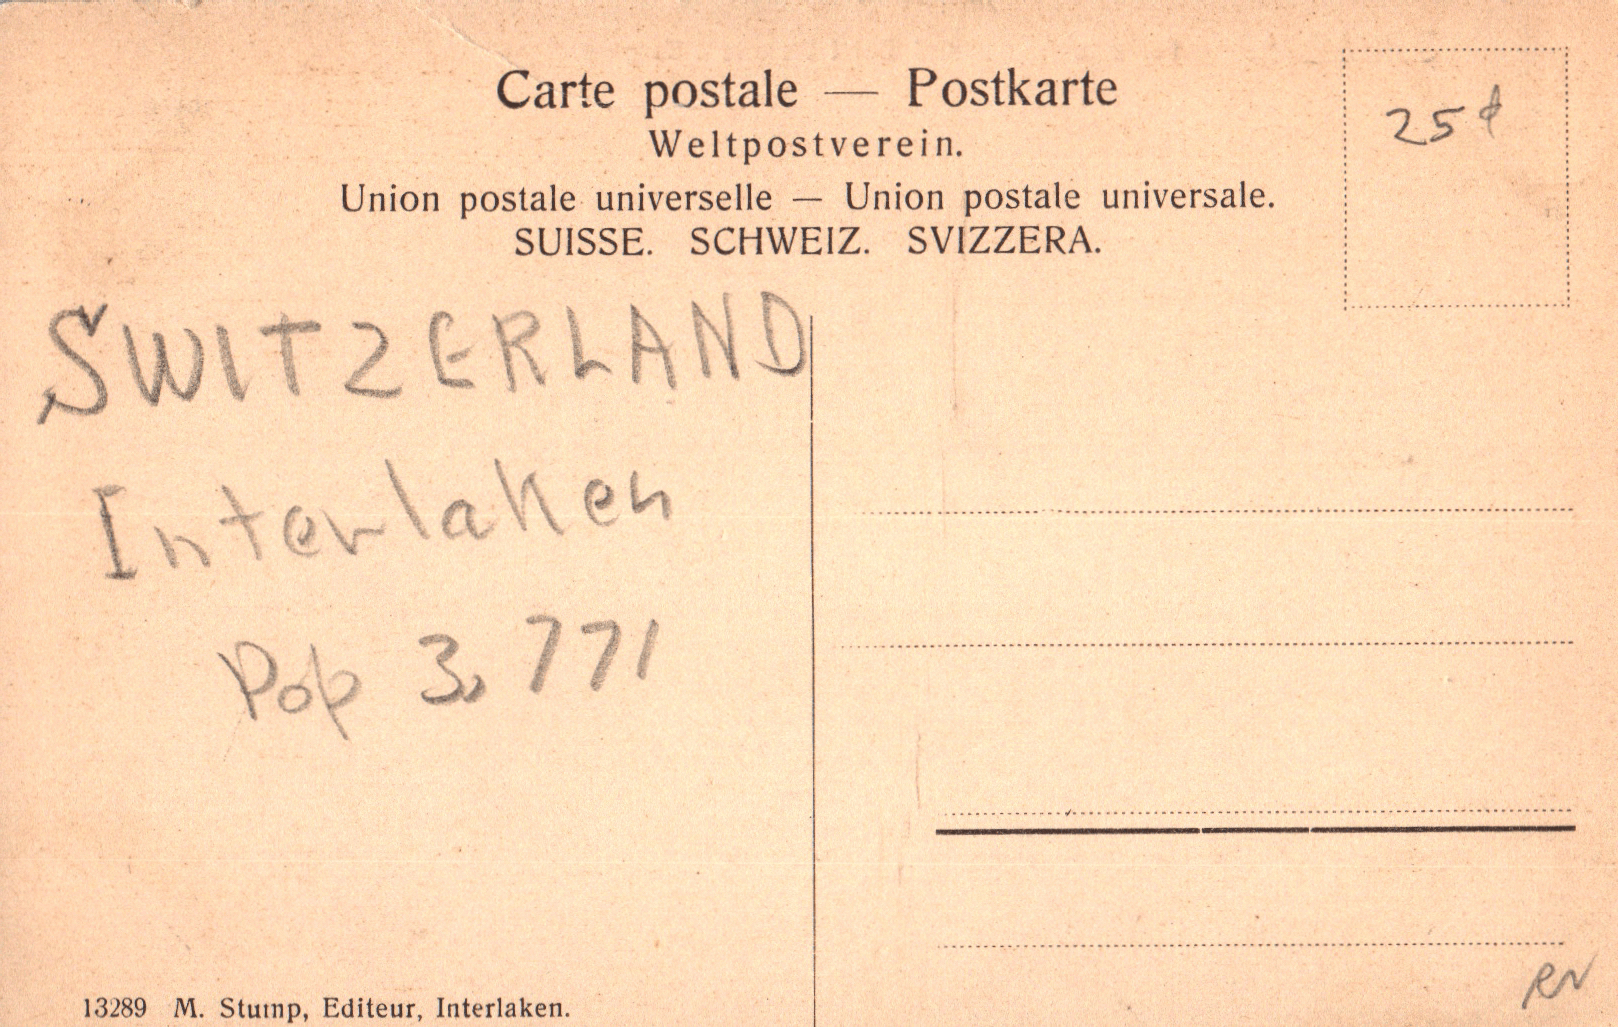 Carte postale — Postkarte
Weltpostverein.
Union postale universelle — Union postale universale.
SUISSE. SCHWEIZ. SVIZZERA.
25¢
SWITZERLAND
Interlaken
Pop 3,771
13289 M. Stump, Editeur, Interlaken.